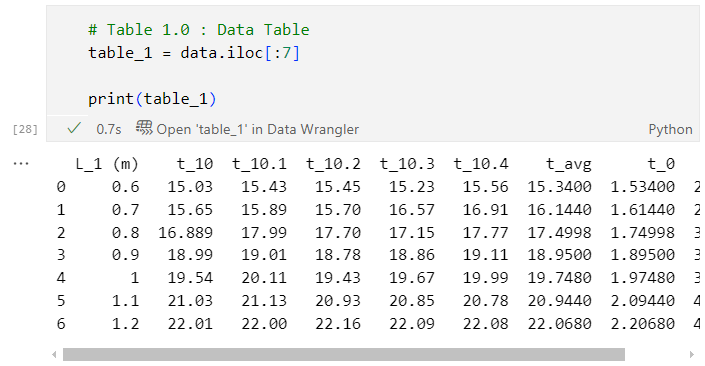 # Table 1.0 : Data Table
table_1 = data.iloc[:7]
print(table_1)
[28] ✓ 0.7s Open 'table_1' in Data Wrangler Python
... L_1 (m) t_10 t_10.1 t_10.2 t_10.3 t_10.4 t_avg t_0
0 0.6 15.03 15.43 15.45 15.23 15.56 15.3400 1.53400 2
1 0.7 15.65 15.89 15.70 16.57 16.91 16.1440 1.61440 2
2 0.8 16.889 17.99 17.70 17.15 17.77 17.4998 1.74998 3
3 0.9 18.99 19.01 18.78 18.86 19.11 18.9500 1.89500 3
4 1 19.54 20.11 19.43 19.67 19.99 19.7480 1.97480 3
5 1.1 21.03 21.13 20.93 20.85 20.78 20.9440 2.09440 4
6 1.2 22.01 22.00 22.16 22.09 22.08 22.0680 2.20680 4